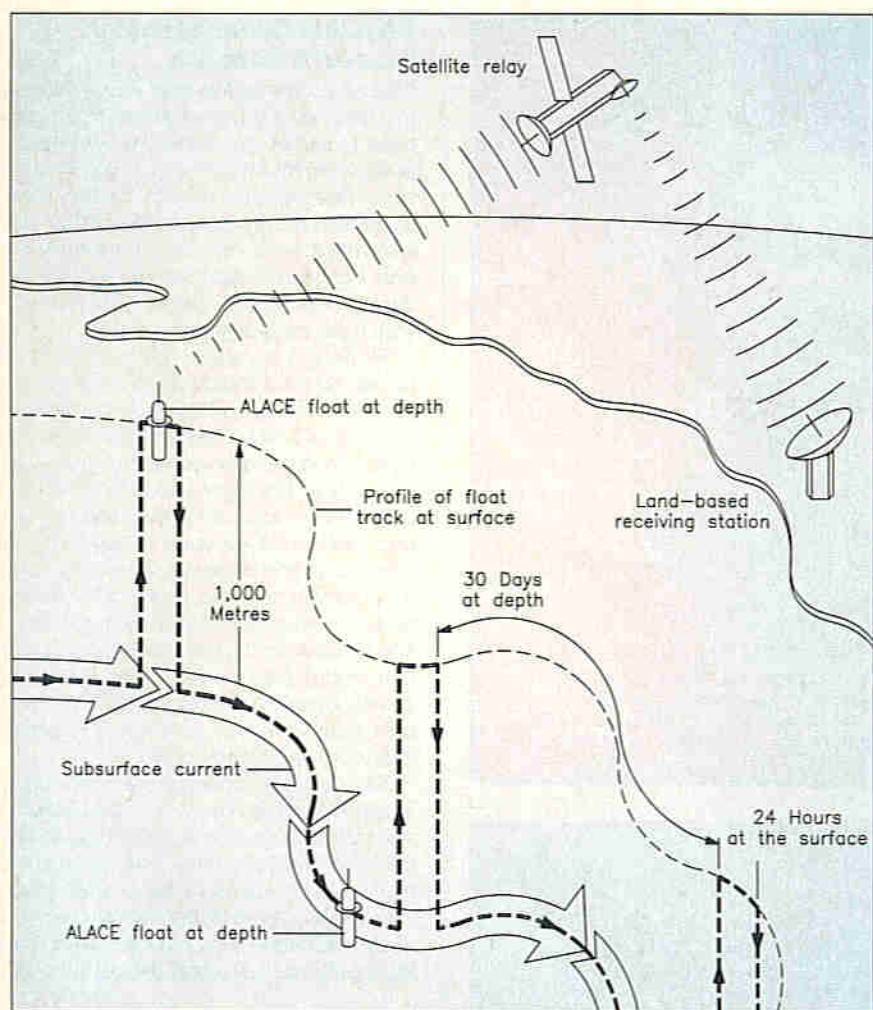 Satellite relay
ALACE float at depth
Profile of float
track at surface
Land-based
receiving station
1,000
Metres
30 Days
at depth
Subsurface current
24 Hours
at the surface
ALACE float at depth